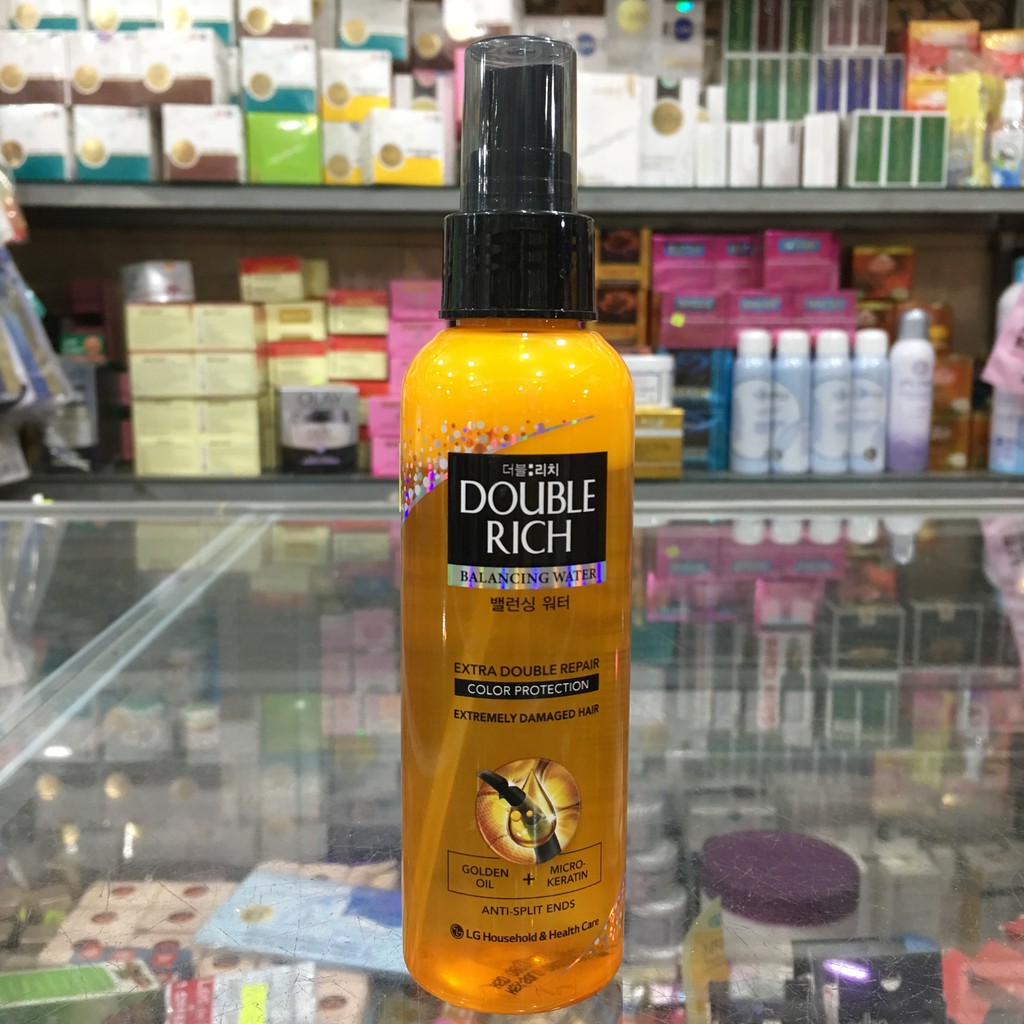 더블:리치
DOUBLE
RICH
BALANCING WATER
밸런싱 워터
EXTRA DOUBLE REPAIR
COLOR PROTECTION
EXTREMELY DAMAGED HAIR
GOLDEN
OIL
+
MICRO-
KERATIN
ANTI-SPLIT ENDS
LG Household & Health Care
OLAY